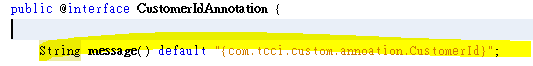 public @interface CustomerIdAnnotation {
String message() default "{com.tcci.custom.annoation.CustomerId}";